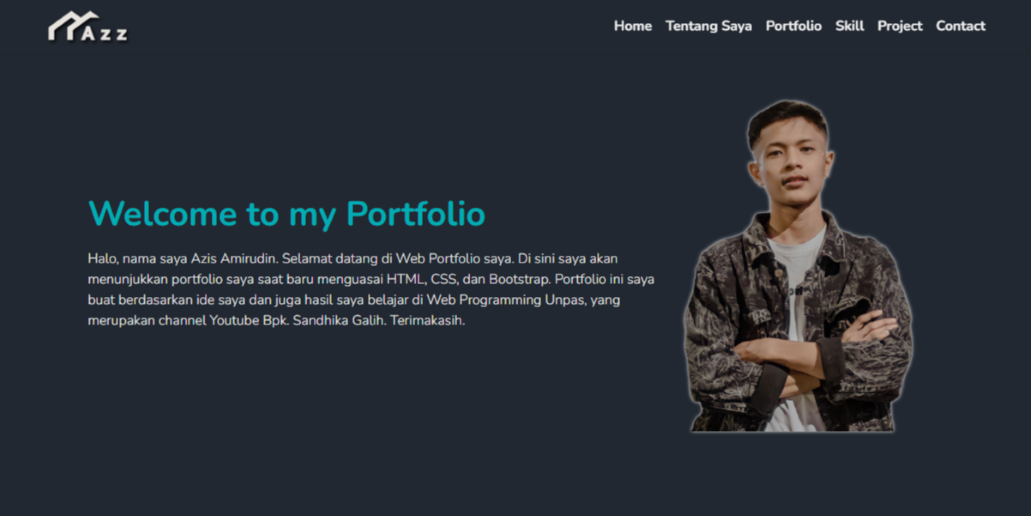 Azz
Home Tentang Saya Portfolio Skill Project Contact
Welcome to my Portfolio
Halo, nama saya Azis Amirudin. Selamat datang di Web Portfolio saya. Di sini saya akan
menunjukkan portfolio saya saat baru menguasai HTML, CSS, dan Bootstrap. Portfolio ini saya
buat berdasarkan ide saya dan juga hasil saya belajar di Web Programming Unpas, yang
merupakan channel Youtube Bpk. Sandhika Galih. Terimakasih.